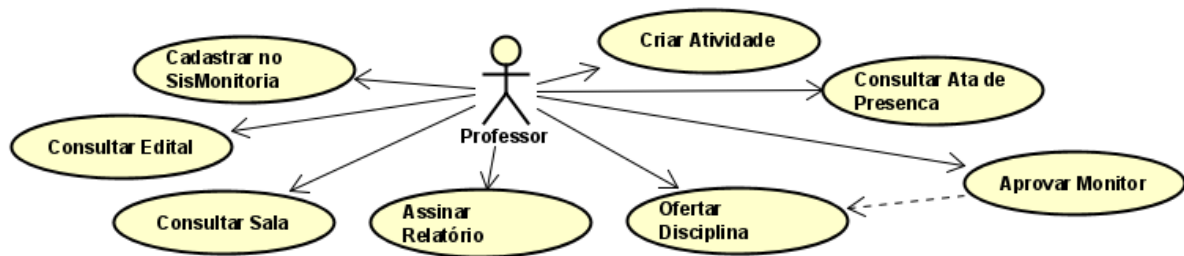 Criar Atividade
Cadastrar no
SisMonitoria
Consultar Ata de
Presenca
Professor
Consultar Edital
Aprovar Monitor
Consultar Sala
Assinar
Relatório
Ofertar
Disciplina